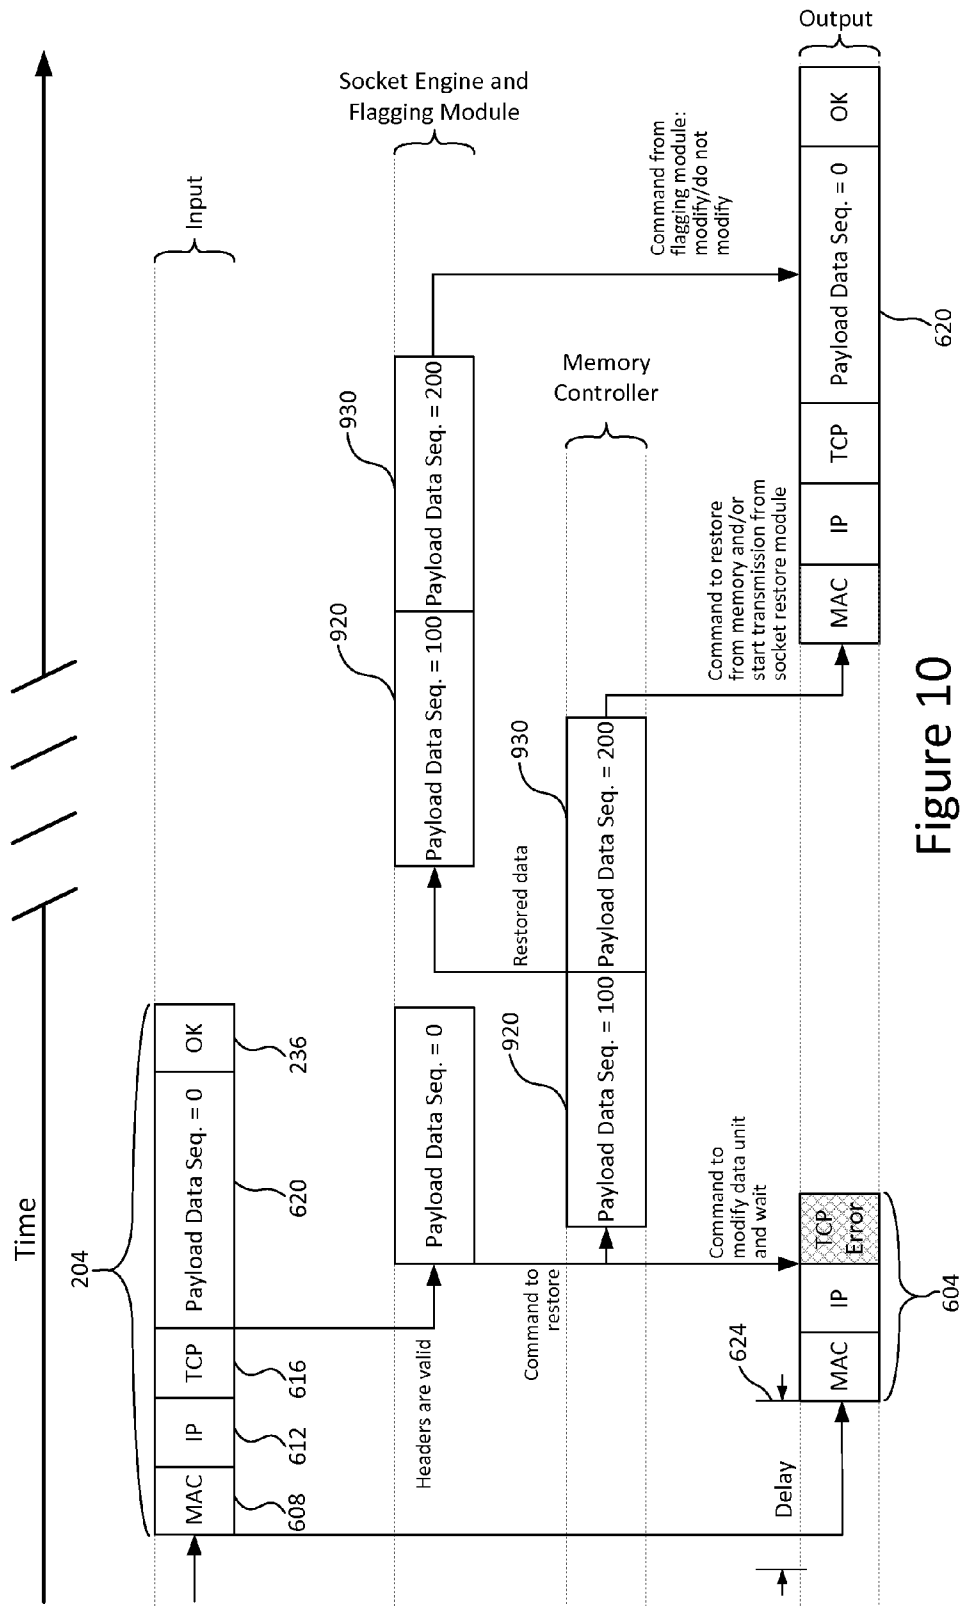 Time
204
MAC
IP
TCP
Payload Data Seq. = 0
OK
608
612
616
620
236
Input
Headers are valid
Payload Data Seq. = 0
920
930
Payload Data Seq. = 100
Payload Data Seq. = 200
Socket Engine and
Flagging Module
Command to
restore
920
Restored data
930
Payload Data Seq. = 100
Payload Data Seq. = 200
Memory
Controller
Delay
624
Command to
modify data unit
and wait
Command to restore
from memory and/or
start transmission from
socket restore module
Command from
flagging module:
modify/do not
modify
MAC
IP
TCP
Error
604
MAC
IP
TCP
Payload Data Seq. = 0
OK
620
Output
Figure 10